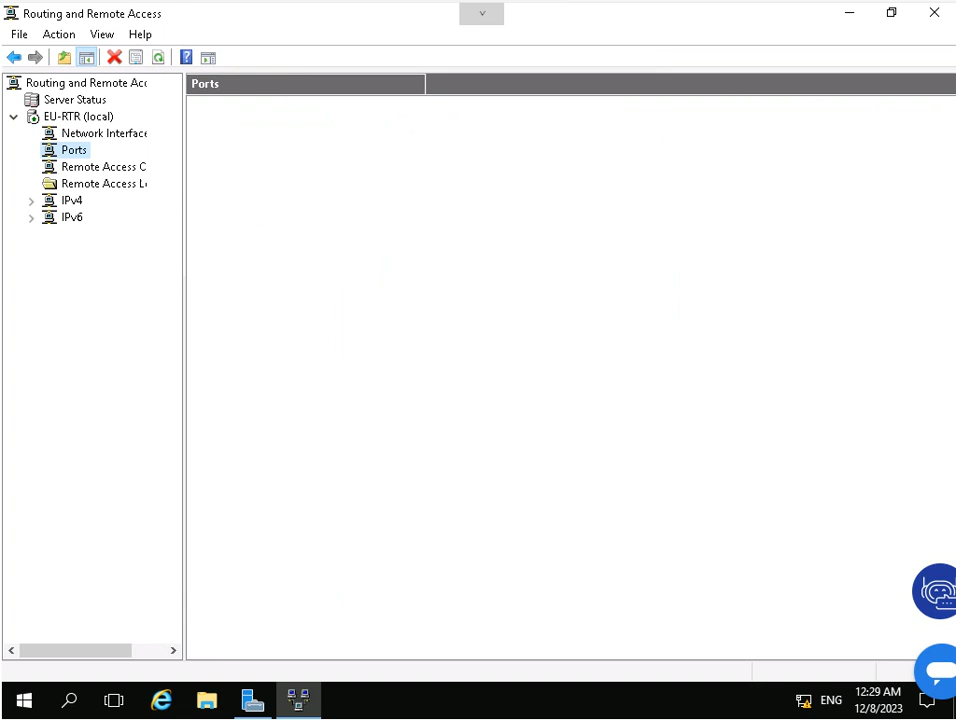 Routing and Remote Access
File Action View Help
Routing and Remote Acc
Ports
Server Status
EU-RTR (local)
Network Interface
Ports
Remote Access C
Remote Access L
IPv4
IPv6
ENG
12:29 AM
12/8/2023